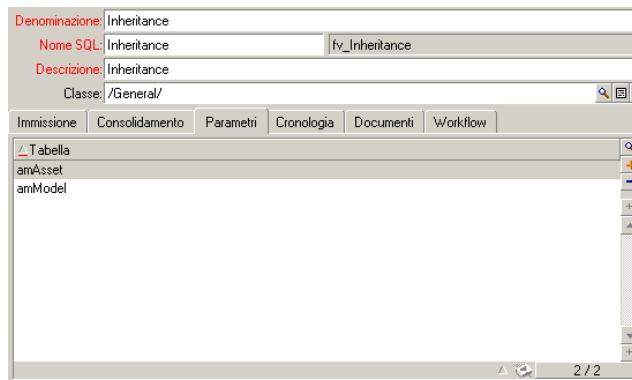 Denominazione: Inheritance
Nome SQL: Inheritance fv_Inheritance
Descrizione: Inheritance
Classe: /General/
Immissione Consolidamento Parametri Cronologia Documenti Workflow
Tabella
amAsset
amModel
2 / 2